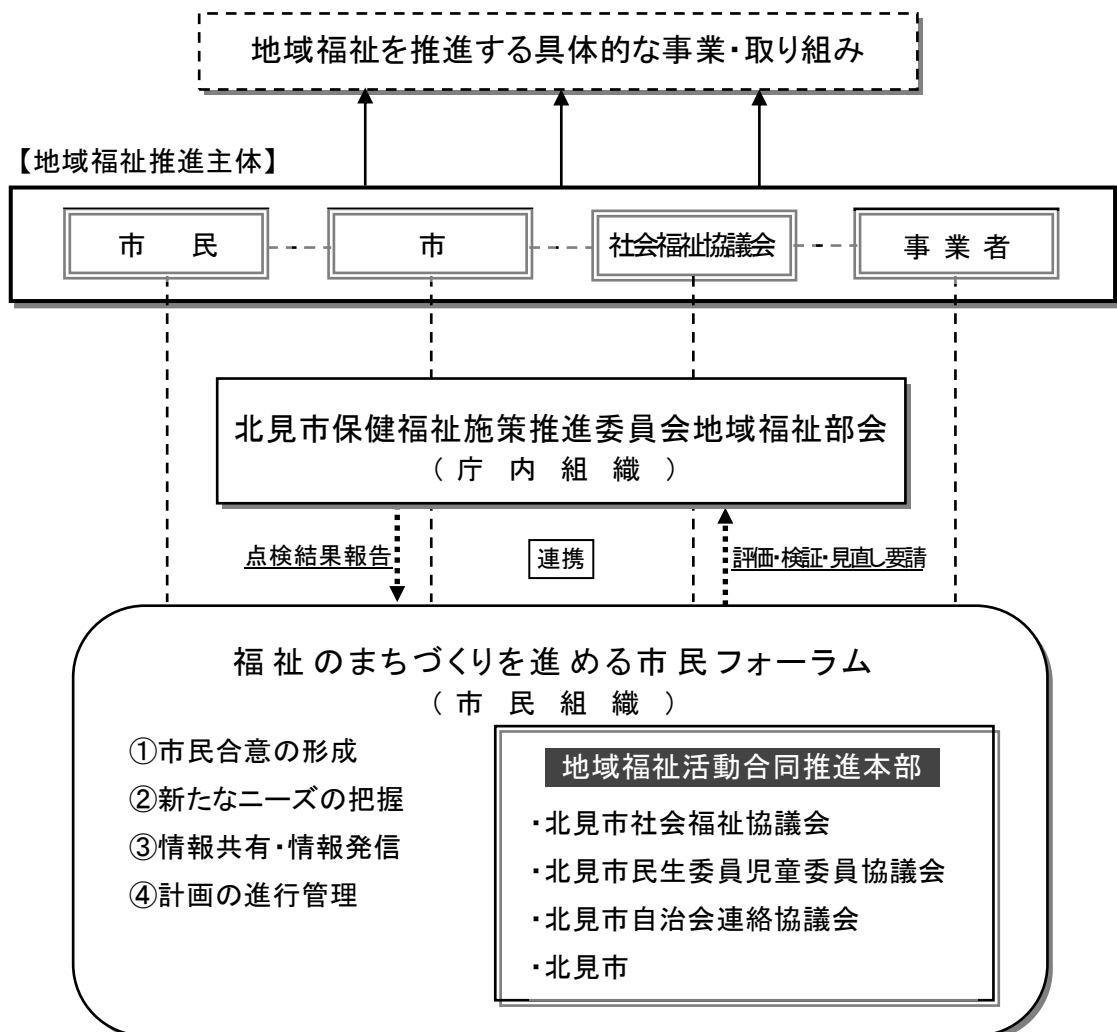 地域福祉を推進する具体的な事業・取り組み
【地域福祉推進主体】
市 民
市
社会福祉協議会
事業者
北見市保健福祉施策推進委員会地域福祉部会
(庁内組織)
点検結果報告
連携
評価・検証・見直し要請
福祉のまちづくりを進める市民フォーラム
(市民組織)
①市民合意の形成
②新たなニーズの把握
③情報共有・情報発信
④計画の進行管理
地域福祉活動合同推進本部
・北見市社会福祉協議会
・北見市民生委員児童委員協議会
・北見市自治会連絡協議会
・北見市